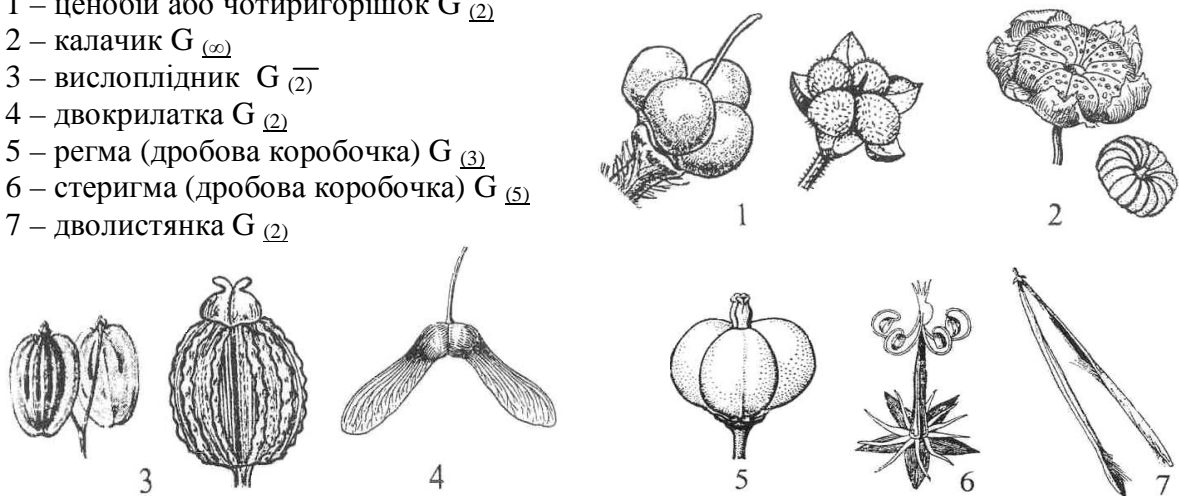 1 – ценобій або чотиригорішок G (2)
2 – калачик G (∞)
3 – вислоплідник G (2)
4 – двокрилатка G (2)
5 – регма (дробова коробочка) G (3)
6 – стеригма (дробова коробочка) G (5)
7 – дволистянка G (2)
1
2
3
4
5
6
7